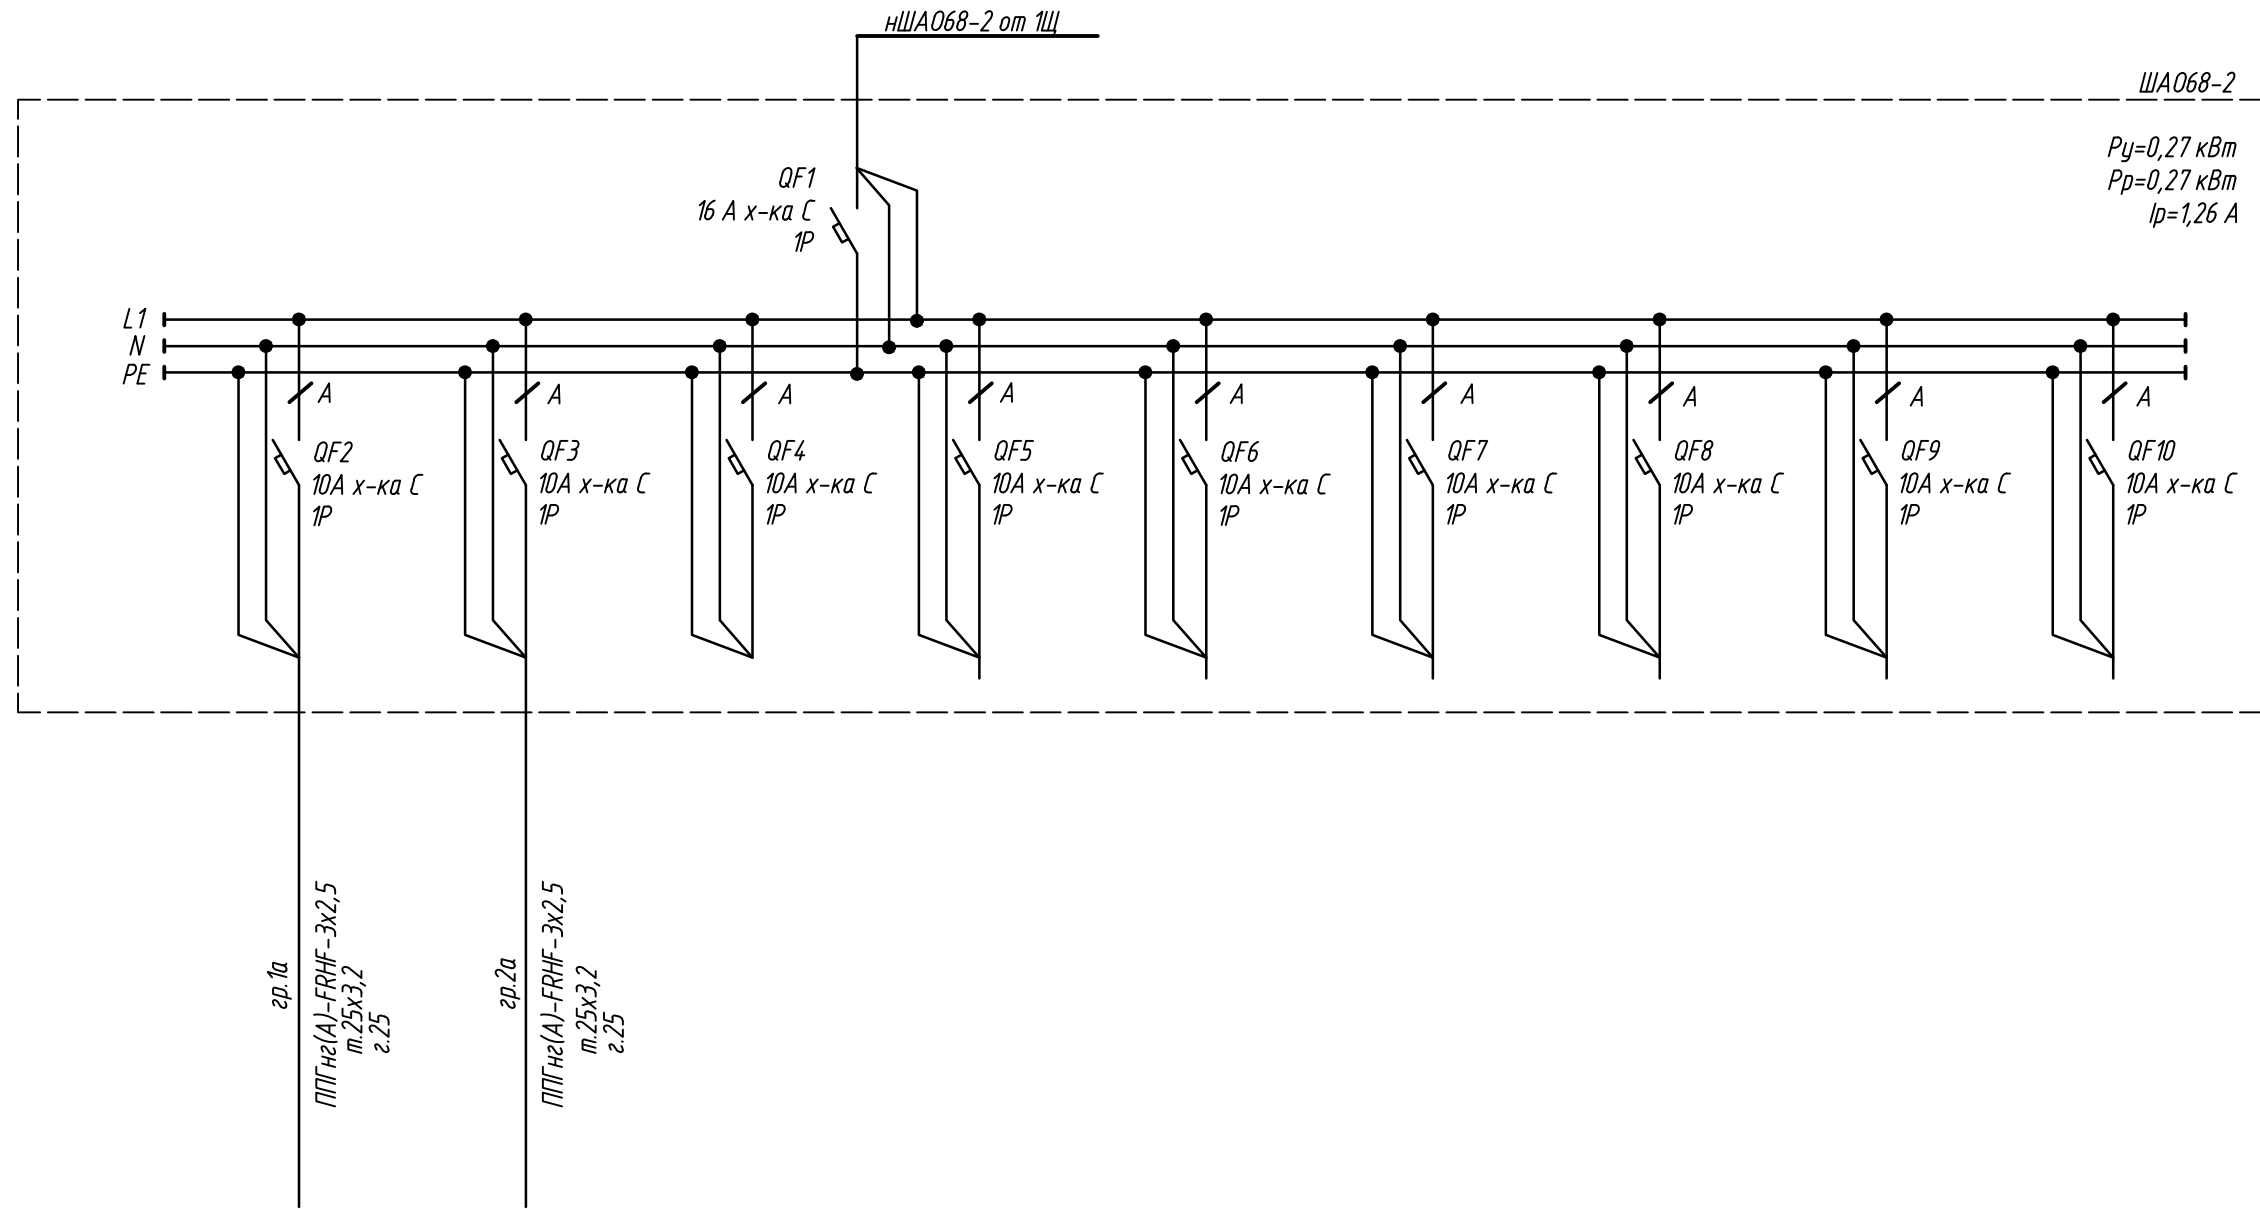 нШАО68-2 от 1Щ
ШАО68-2
Ру=0,27 кВт
Рр=0,27 кВт
Iр=1,26 А
QF1
16 А х-ка С
1Р
L1
N
PE
А
А
А
А
А
А
А
А
А
QF2
10А х-ка С
1Р
QF3
10А х-ка С
1Р
QF4
10А х-ка С
1Р
QF5
10А х-ка С
1Р
QF6
10А х-ка С
1Р
QF7
10А х-ка С
1Р
QF8
10А х-ка С
1Р
QF9
10А х-ка С
1Р
QF10
10А х-ка С
1Р
гр.1а
ППГнг(А)-FRHF-3х2,5
т.25х3,2
г.25
гр.2а
ППГнг(А)-FRHF-3х2,5
т.25х3,2
г.25